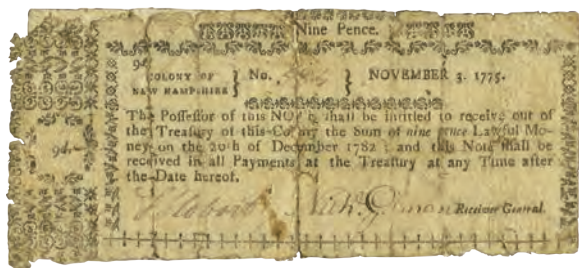 Nine Pence.
9d.
COLONY OF
NEW HAMPSHIRE
No.
NOVEMBER 3. 1775.
The Poſſeſſor of this NOTE ſhall be intitled to receive out of
the Treaſury of this Colony the Sum of nine pence Lawful Mo-
ney on the 20th of December 1782 ; and this Note ſhall be
received in all Payments at the Treaſury at any Time after
the Date hereof.
9d.
Nichs. Gilman Receiver General.